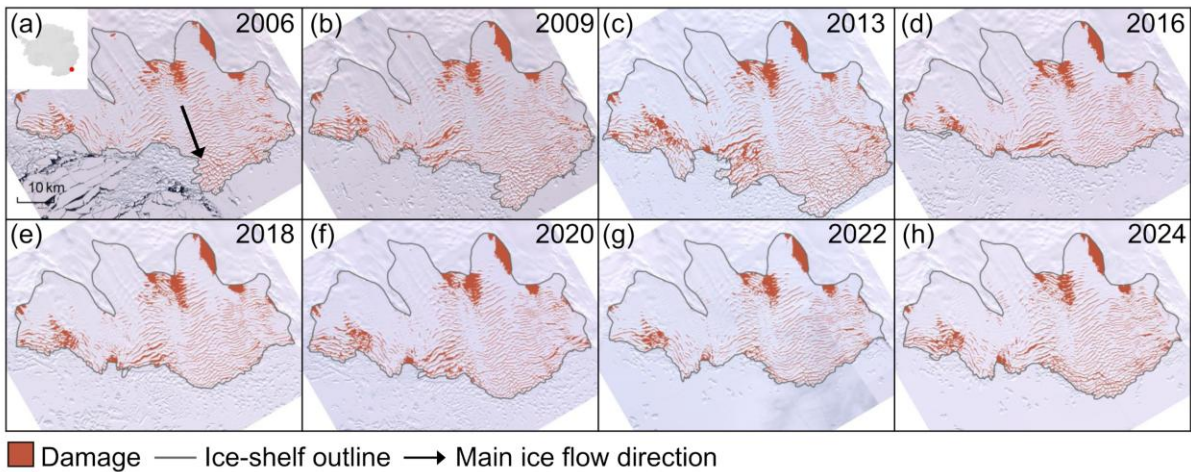 (a) 2006
(b) 2009
(c) 2013
(d) 2016
10 km
(e) 2018
(f) 2020
(g) 2022
(h) 2024
Damage — Ice-shelf outline → Main ice flow direction